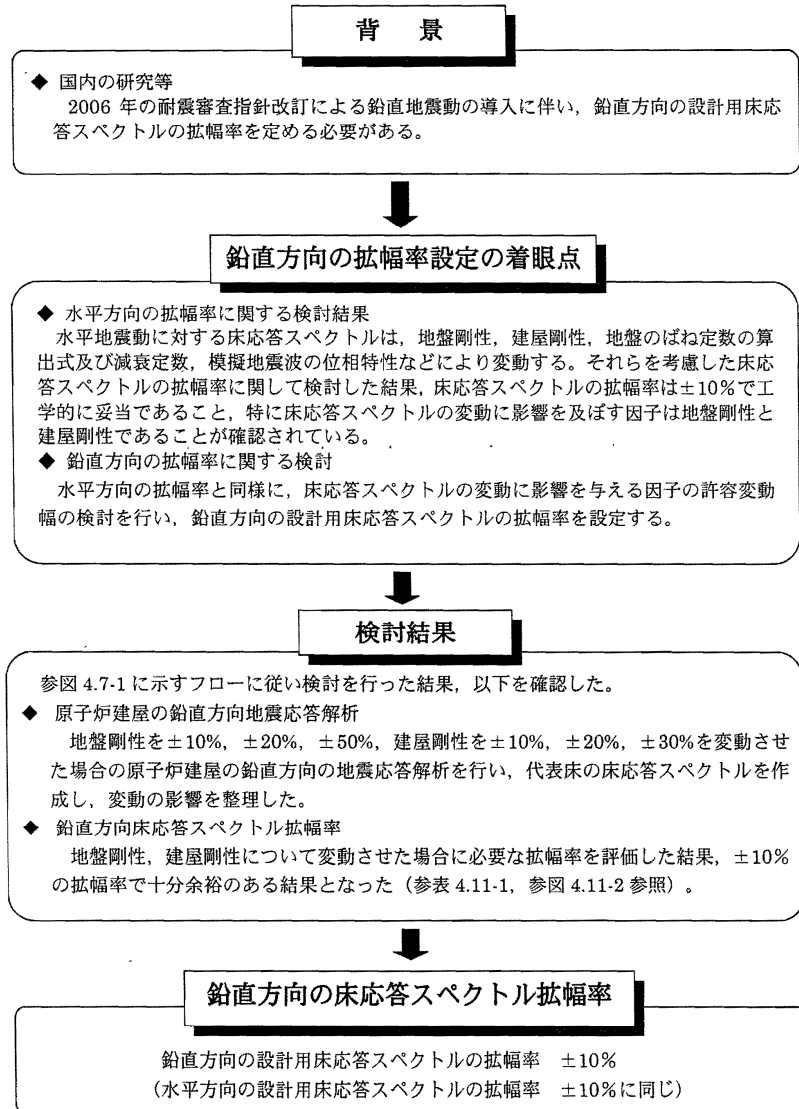 背 景
◆ 国内の研究等
2006 年の耐震審査指針改訂による鉛直地震動の導入に伴い，鉛直方向の設計用床応
答スペクトルの拡幅率を定める必要がある。
鉛直方向の拡幅率設定の着眼点
◆ 水平方向の拡幅率に関する検討結果
水平地震動に対する床応答スペクトルは，地盤剛性，建屋剛性，地盤のばね定数の算
出式及び減衰定数，模擬地震波の位相特性などにより変動する。それらを考慮した床応
答スペクトルの拡幅率に関して検討した結果，床応答スペクトルの拡幅率は±10%で工
学的に妥当であること，特に床応答スペクトルの変動に影響を及ぼす因子は地盤剛性と
建屋剛性であることが確認されている。
◆ 鉛直方向の拡幅率に関する検討
水平方向の拡幅率と同様に，床応答スペクトルの変動に影響を与える因子の許容変動
幅の検討を行い，鉛直方向の設計用床応答スペクトルの拡幅率を設定する。
検討結果
参図 4.7-1 に示すフローに従い検討を行った結果，以下を確認した。
◆ 原子炉建屋の鉛直方向地震応答解析
地盤剛性を±10%，±20%，±50%，建屋剛性を±10%，±20%，±30%を変動させ
た場合の原子炉建屋の鉛直方向の地震応答解析を行い，代表床の床応答スペクトルを作
成し，変動の影響を整理した。
◆ 鉛直方向床応答スペクトル拡幅率
地盤剛性，建屋剛性について変動させた場合に必要な拡幅率を評価した結果，±10%
の拡幅率で十分余裕のある結果となった（参表 4.11-1，参図 4.11-2 参照）。
鉛直方向の床応答スペクトル拡幅率
鉛直方向の設計用床応答スペクトルの拡幅率 ±10%
（水平方向の設計用床応答スペクトルの拡幅率 ±10%に同じ）